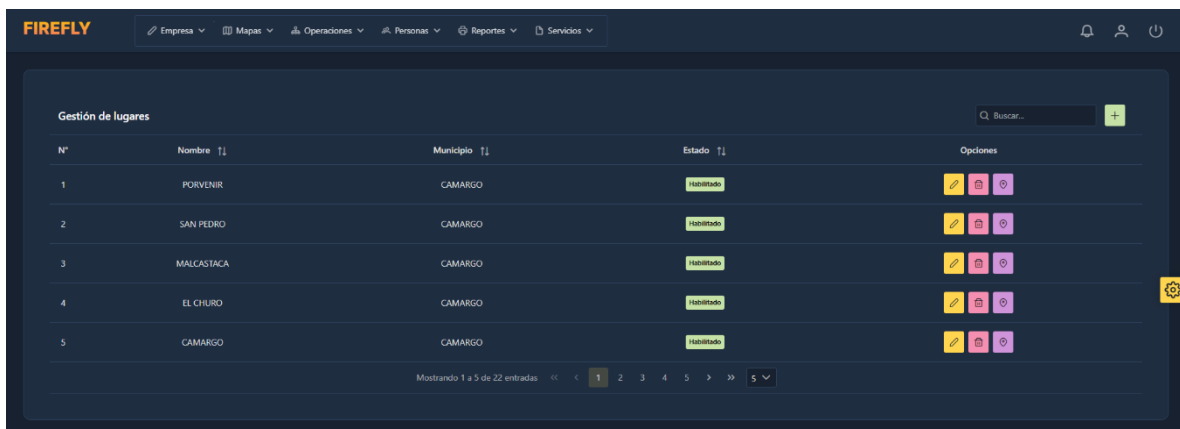 FIREFLY Empresa Mapas Operaciones Personas Reportes Servicios
Gestión de lugares Buscar...
N° Nombre Municipio Estado Opciones
1 PORVENIR CAMARGO Habilitado
2 SAN PEDRO CAMARGO Habilitado
3 MALCASTACA CAMARGO Habilitado
4 EL CHURO CAMARGO Habilitado
5 CAMARGO CAMARGO Habilitado
Mostrando 1 a 5 de 22 entradas « < 1 2 3 4 5 > » 5